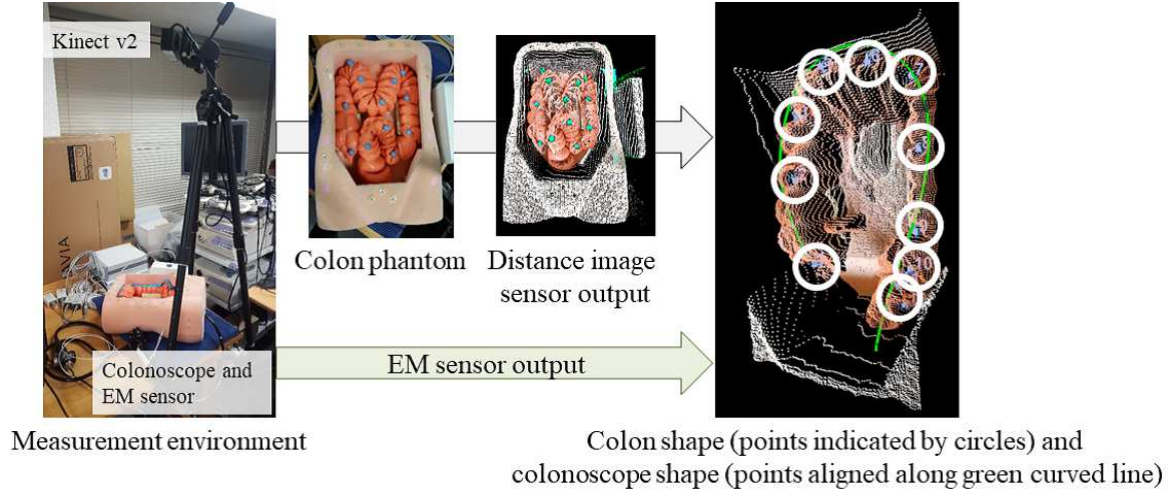 Kinect v2
AVIA
Colonoscope and
EM sensor
Measurement environment
Colon phantom
Distance image
sensor output
EM sensor output
Colon shape (points indicated by circles) and
colonoscope shape (points aligned along green curved line)